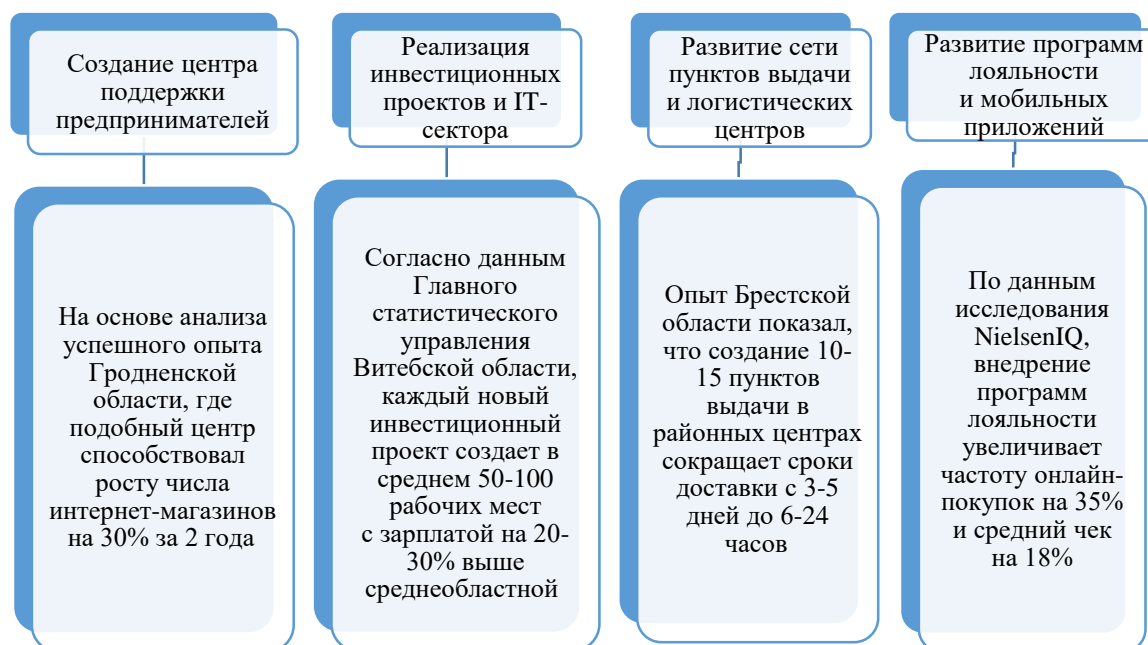 Создание центра
поддержки
предпринимателей
Реализация
инвестиционных
проектов и IT-
сектора
Развитие сети
пунктов выдачи
и логистических
центров
Развитие программ
лояльности
и мобильных
приложений
На основе анализа
успешного опыта
Гродненской
области, где
подобный центр
способствовал
росту числа
интернет-магазинов
на 30% за 2 года
Согласно данным
Главного
статистического
управления
Витебской области,
каждый новый
инвестиционный
проект создает в
среднем 50-100
рабочих мест
с зарплатой на 20-
30% выше
среднеобластной
Опыт Брестской
области показал,
что создание 10-
15 пунктов
выдачи в
районных центрах
сокращает сроки
доставки с 3-5
дней до 6-24
часов
По данным
исследования
NielsenIQ,
внедрение
программ
лояльности
увеличивает
частоту онлайн-
покупок на 35%
и средний чек
на 18%